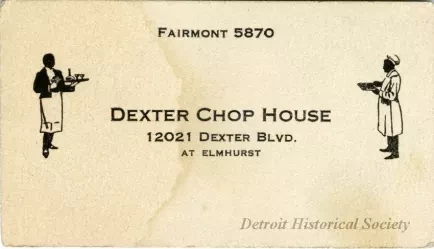 Fairmont 5870
Dexter Chop House
12021 Dexter Blvd.
at Elmhurst
Detroit Historical Society